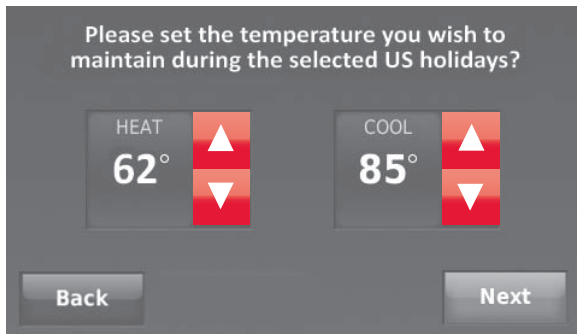 Please set the temperature you wish to
maintain during the selected US holidays?
HEAT
COOL
62°
85°
Back
Next